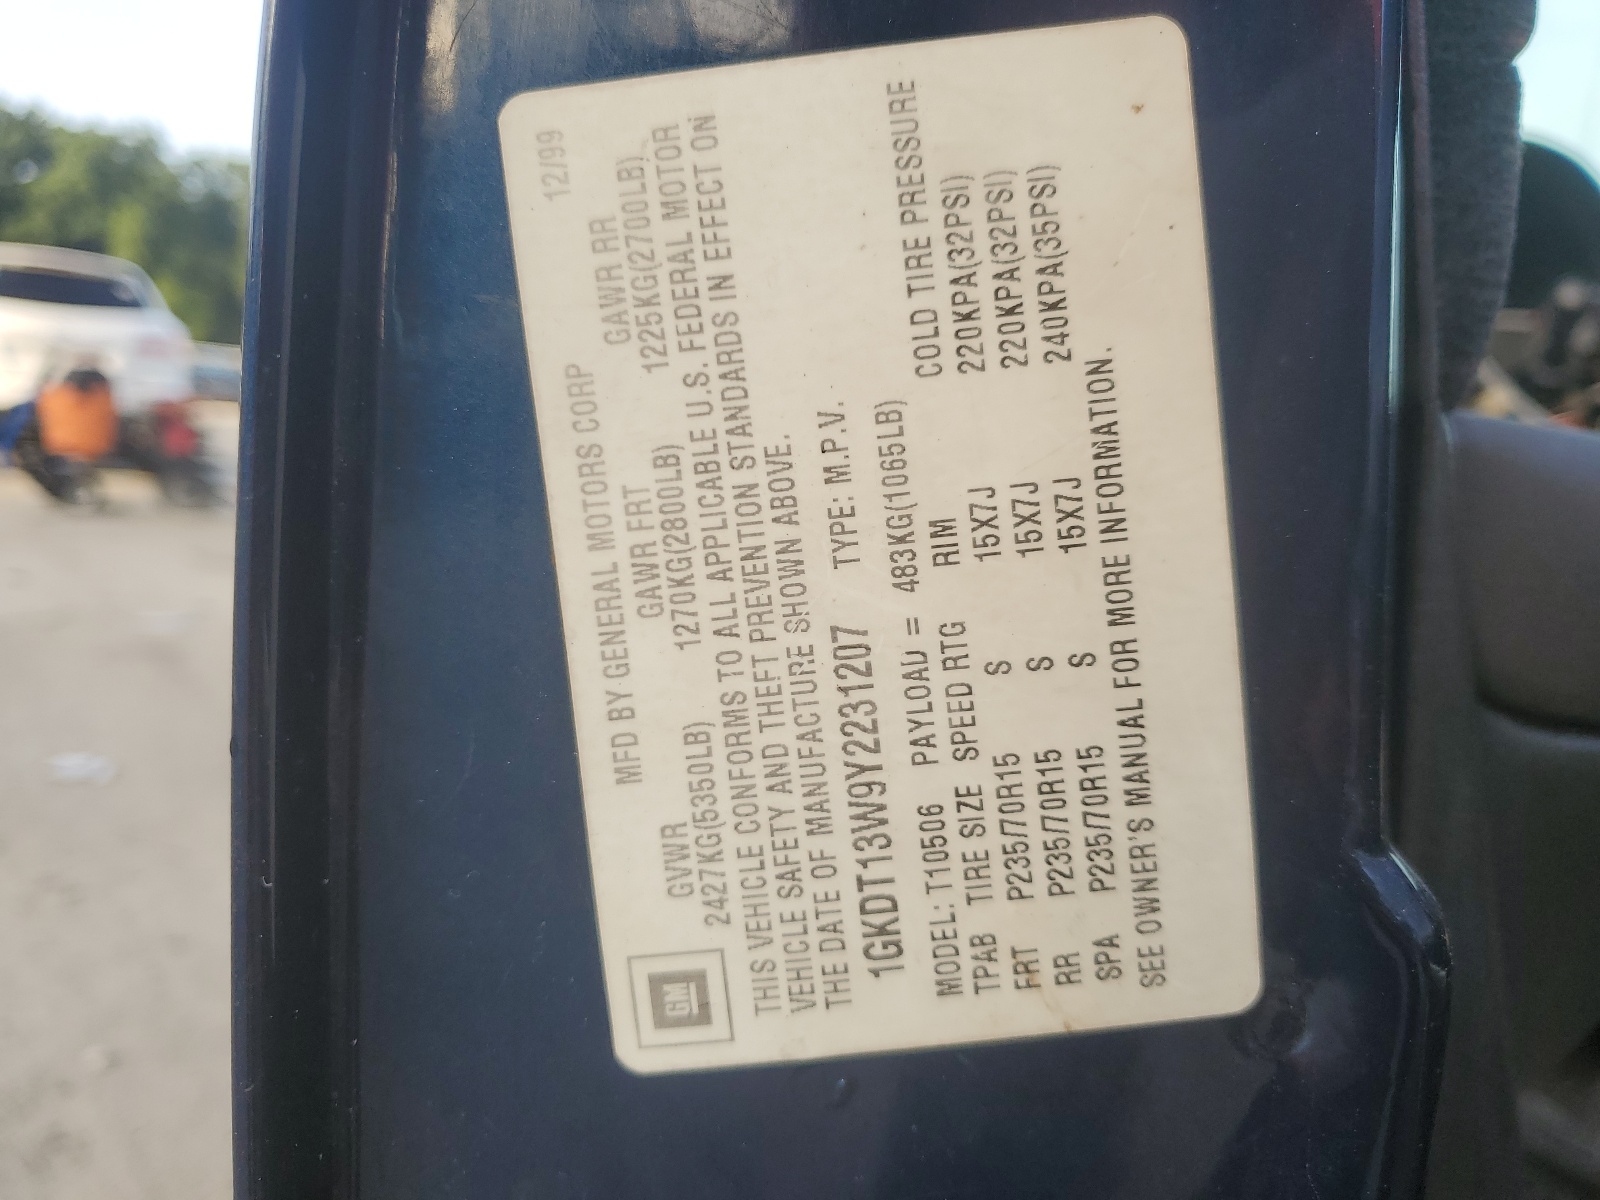 GM
MFD BY GENERAL MOTORS CORP 12/99
GVWR GAWR FRT GAWR RR
2427KG(5350LB) 1270KG(2800LB) 1225KG(2700LB)
THIS VEHICLE CONFORMS TO ALL APPLICABLE U.S. FEDERAL MOTOR
VEHICLE SAFETY AND THEFT PREVENTION STANDARDS IN EFFECT ON
THE DATE OF MANUFACTURE SHOWN ABOVE.
1GKDT13W9Y2231207 TYPE: M.P.V.
MODEL: T10506 PAYLOAD = 483KG(1065LB)
TPAB TIRE SIZE SPEED RTG RIM COLD TIRE PRESSURE
FRT P235/70R15 S 15X7J 220KPA(32PSI)
RR P235/70R15 S 15X7J 220KPA(32PSI)
SPA P235/70R15 S 15X7J 240KPA(35PSI)
SEE OWNER'S MANUAL FOR MORE INFORMATION.